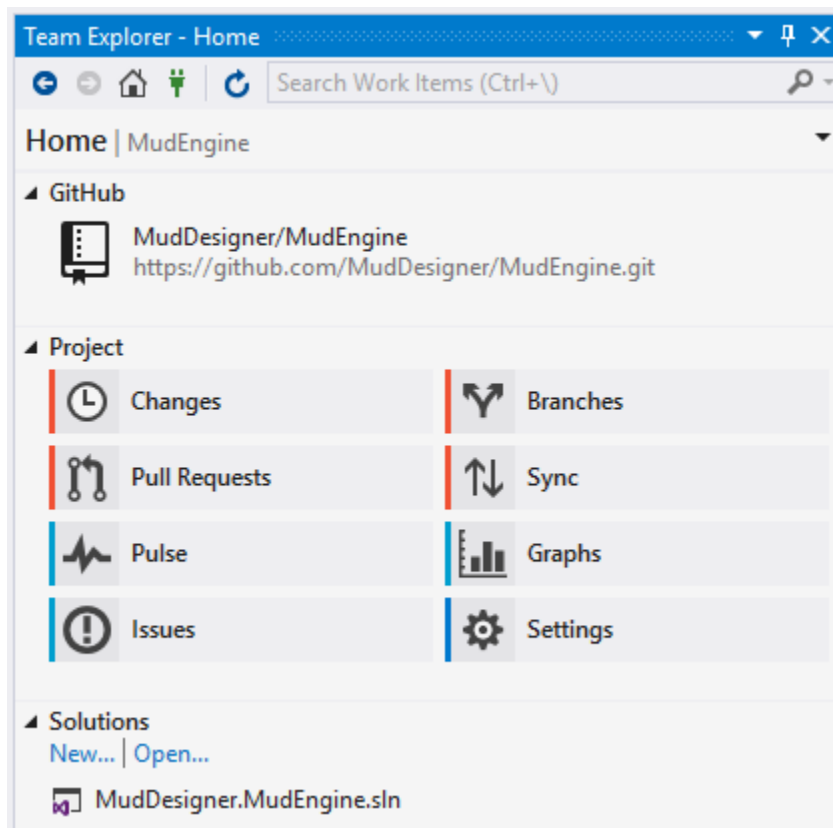 Team Explorer - Home
Search Work Items (Ctrl+\)
Home | MudEngine
GitHub
MudDesigner/MudEngine
https://github.com/MudDesigner/MudEngine.git
Project
Changes
Branches
Pull Requests
Sync
Pulse
Graphs
Issues
Settings
Solutions
New... | Open...
MudDesigner.MudEngine.sln